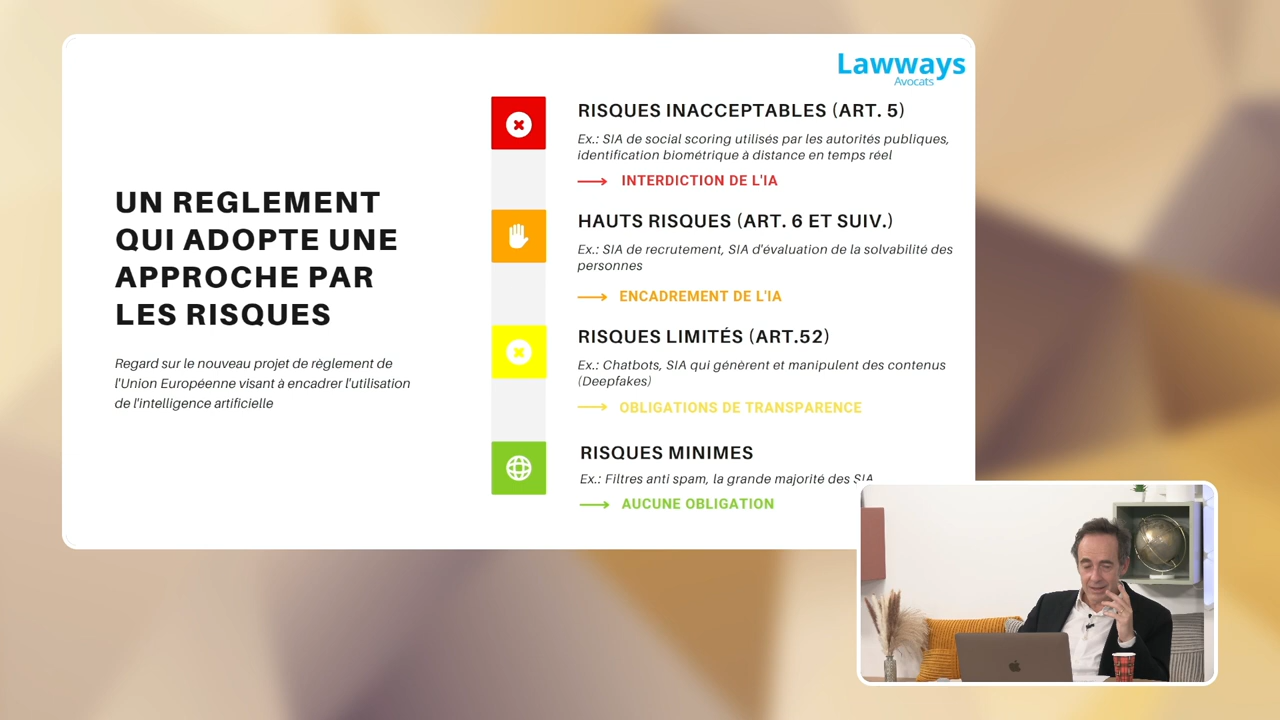 Lawways
Avocats
UN REGLEMENT
QUI ADOPTE UNE
APPROCHE PAR
LES RISQUES
Regard sur le nouveau projet de règlement de
l'Union Européenne visant à encadrer l'utilisation
de l'intelligence artificielle
RISQUES INACCEPTABLES (ART. 5)
Ex.: SIA de social scoring utilisés par les autorités publiques,
identification biométrique à distance en temps réel
INTERDICTION DE L'IA
HAUTS RISQUES (ART. 6 ET SUIV.)
Ex.: SIA de recrutement, SIA d'évaluation de la solvabilité des
personnes
ENCADREMENT DE L'IA
RISQUES LIMITÉS (ART.52)
Ex.: Chatbots, SIA qui génèrent et manipulent des contenus
(Deepfakes)
OBLIGATIONS DE TRANSPARENCE
RISQUES MINIMES
Ex.: Filtres anti spam, la grande majorité des SIA
AUCUNE OBLIGATION